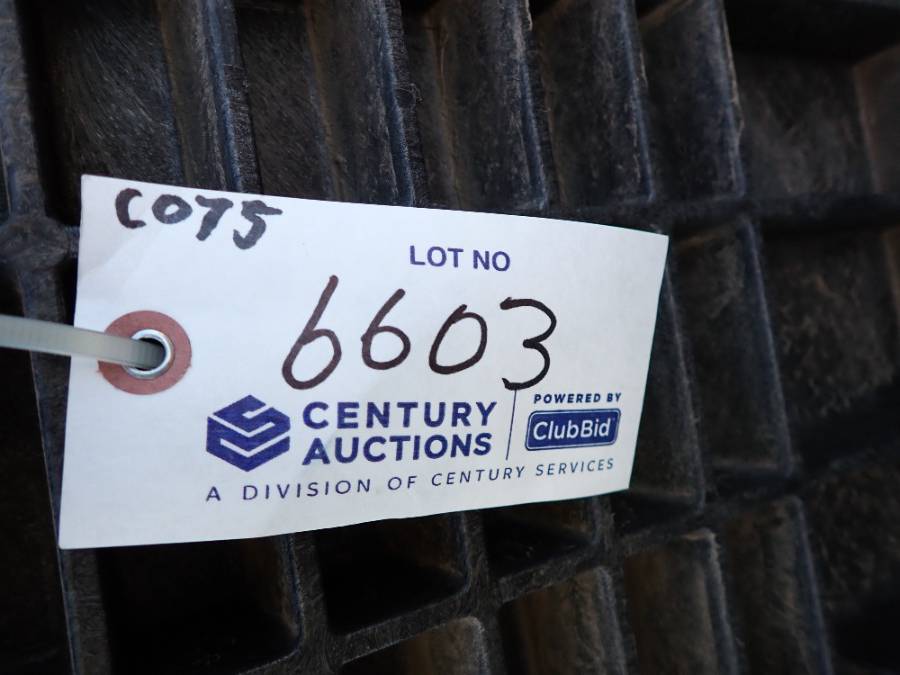 C075
LOT NO
6603
CENTURY
AUCTIONS
POWERED BY
ClubBid
A DIVISION OF CENTURY SERVICES